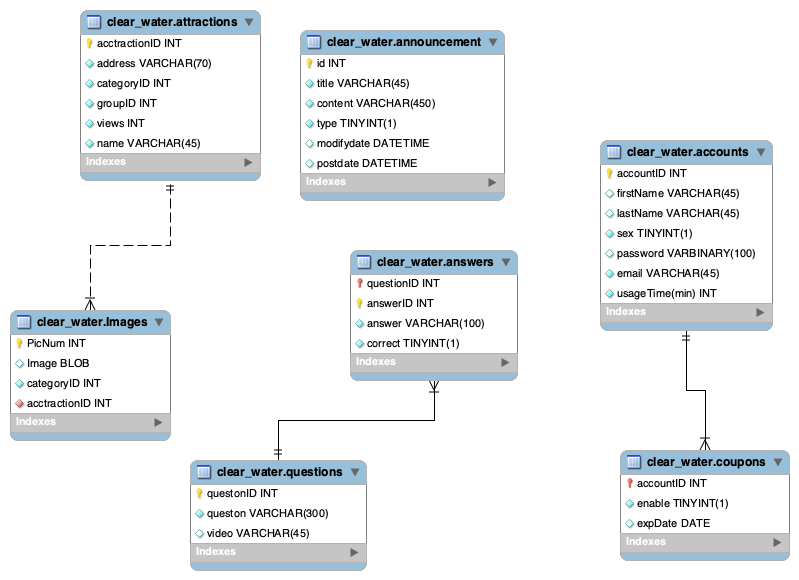 clear_water.attractions
acctractionID INT
address VARCHAR(70)
categoryID INT
groupID INT
views INT
name VARCHAR(45)
Indexes
clear_water.announcement
id INT
title VARCHAR(45)
content VARCHAR(450)
type TINYINT(1)
modifydate DATETIME
postdate DATETIME
Indexes
clear_water.accounts
accountID INT
firstName VARCHAR(45)
lastName VARCHAR(45)
sex TINYINT(1)
password VARBINARY(100)
email VARCHAR(45)
usageTime(min) INT
Indexes
clear_water.answers
questionID INT
answerID INT
answer VARCHAR(100)
correct TINYINT(1)
Indexes
clear_water.Images
PicNum INT
Image BLOB
categoryID INT
acctractionID INT
Indexes
clear_water.questions
questonID INT
queston VARCHAR(300)
video VARCHAR(45)
Indexes
clear_water.coupons
accountID INT
enable TINYINT(1)
expDate DATE
Indexes